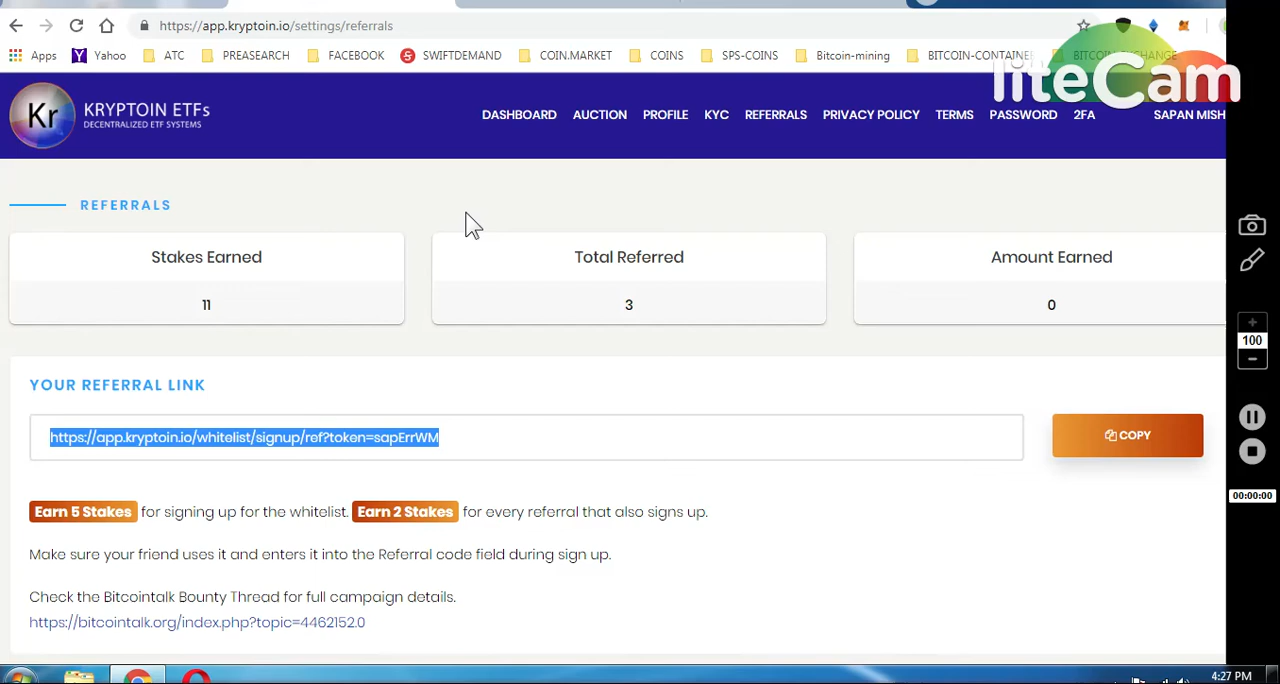 https://app.kryptoin.io/settings/referrals
Apps Yahoo ATC PREASEARCH FACEBOOK SWIFTDEMAND COIN.MARKET COINS SPS-COINS Bitcoin-mining BITCOIN-CONTAINE BITCOIN-EXCHANGE
liteCam
Kr KRYPTOIN ETFs
DECENTRALIZED ETF SYSTEMS
DASHBOARD AUCTION PROFILE KYC REFERRALS PRIVACY POLICY TERMS PASSWORD 2FA SAPAN MISH
REFERRALS
Stakes Earned Total Referred Amount Earned
11 3 0
100
YOUR REFERRAL LINK
https://app.kryptoin.io/whitelist/signup/ref?token=sapErrWM COPY
00:00:00
Earn 5 Stakes for signing up for the whitelist. Earn 2 Stakes for every referral that also signs up.
Make sure your friend uses it and enters it into the Referral code field during sign up.
Check the Bitcointalk Bounty Thread for full campaign details.
https://bitcointalk.org/index.php?topic=4462152.0
4:27 PM